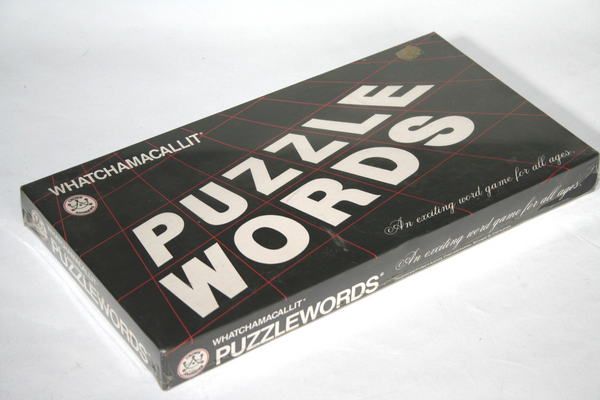 WHATCHAMACALLIT®
PUZZLE
WORDS
An exciting word game for all ages.
PUZZLEWORDS®
WHATCHAMACALLIT®
PUZZLEWORDS®
An exciting word game for all ages.